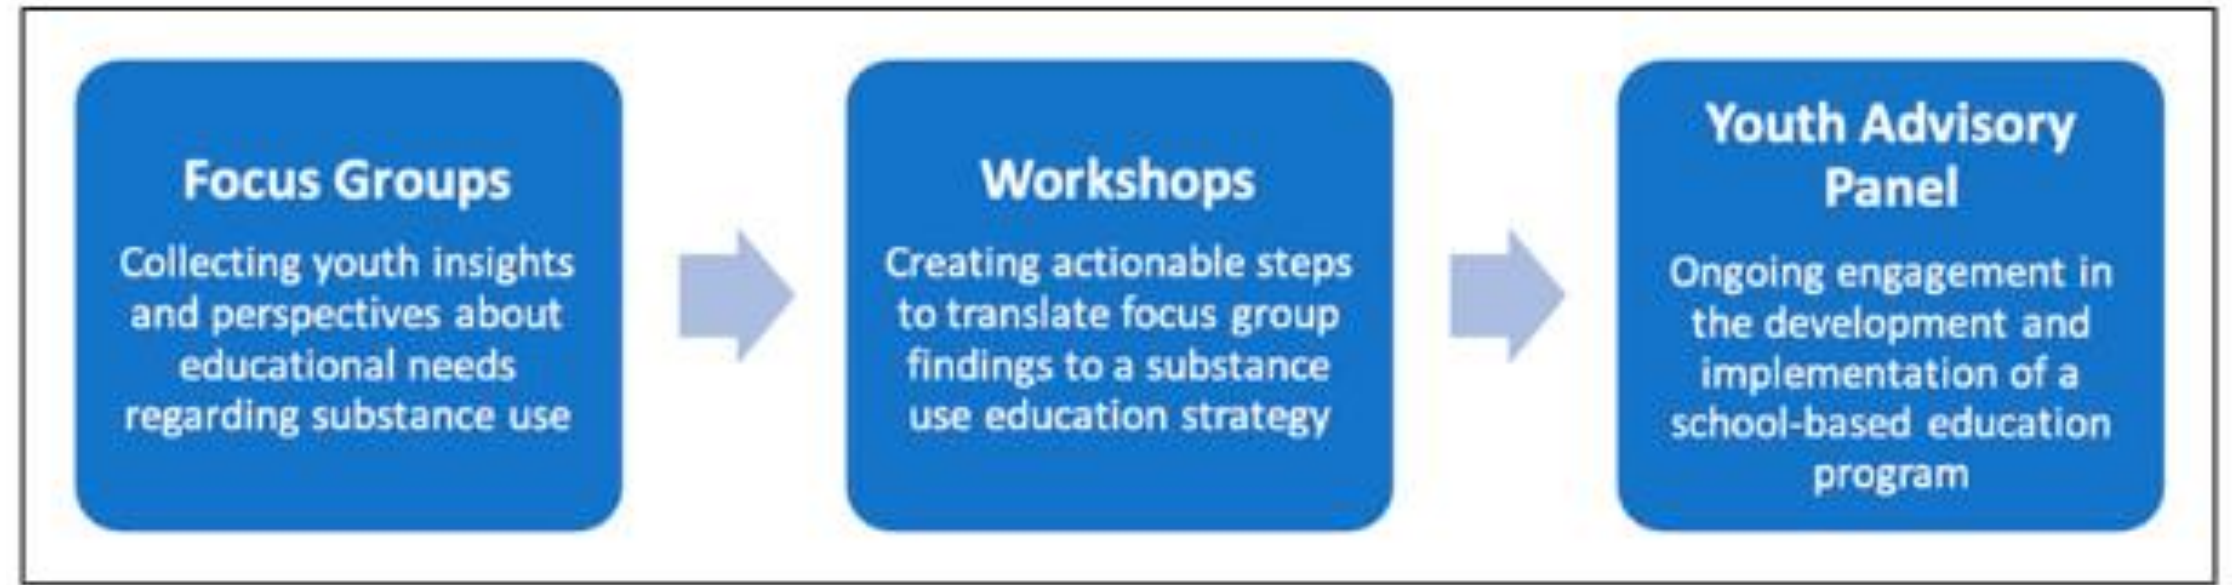 Focus Groups
Collecting youth insights
and perspectives about
educational needs
regarding substance use
Workshops
Creating actionable steps
to translate focus group
findings to a substance
use education strategy
Youth Advisory
Panel
Ongoing engagement in
the development and
implementation of a
school-based education
program